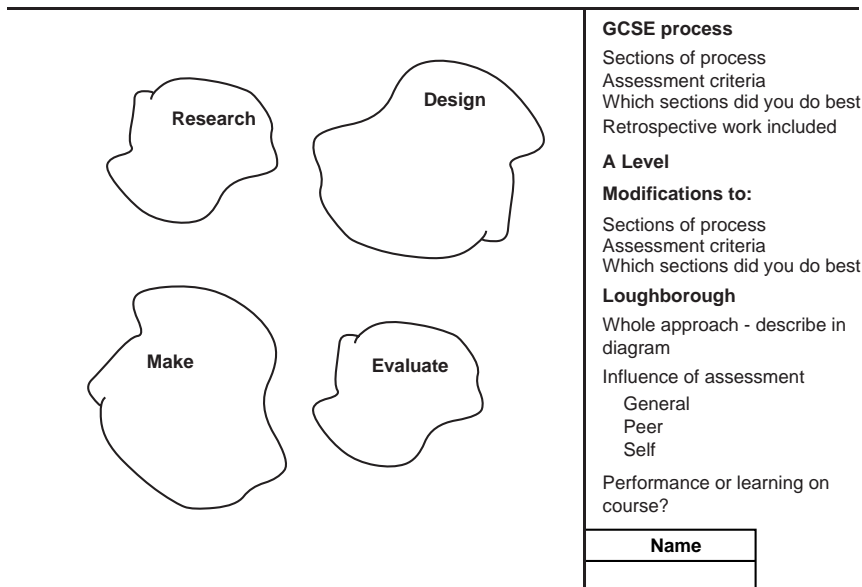 Research
Design
Make
Evaluate
GCSE process
Sections of process
Assessment criteria
Which sections did you do best
Retrospective work included
A Level
Modifications to:
Sections of process
Assessment criteria
Which sections did you do best
Loughborough
Whole approach - describe in
diagram
Influence of assessment
General
Peer
Self
Performance or learning on
course?
Name